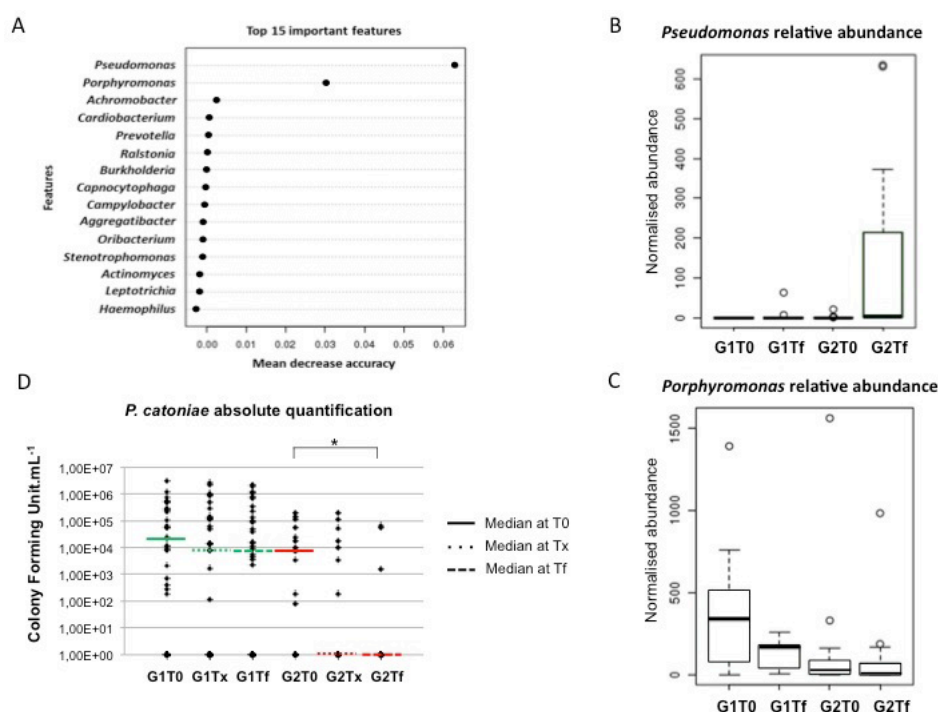 A
Top 15 important features
Features
Pseudomonas
Porphyromonas
Achromobacter
Cardiobacterium
Prevotella
Ralstonia
Burkholderia
Capnocytophaga
Campylobacter
Aggregatibacter
Oribacterium
Stenotrophomonas
Actinomyces
Leptotrichia
Haemophilus
0.00 0.01 0.02 0.03 0.04 0.05 0.06
Mean decrease accuracy
B
Pseudomonas relative abundance
Normalised abundance
600
500
400
300
200
100
0
G1T0 G1Tf G2T0 G2Tf
C
Porphyromonas relative abundance
Normalised abundance
1500
1000
500
0
G1T0 G1Tf G2T0 G2Tf
D
P. catoniae absolute quantification
*
Colony Forming Unit.mL-1
1,00E+07
1,00E+06
1,00E+05
1,00E+04
1,00E+03
1,00E+02
1,00E+01
1,00E+00
G1T0 G1Tx G1Tf G2T0 G2Tx G2Tf
Median at T0
Median at Tx
Median at Tf